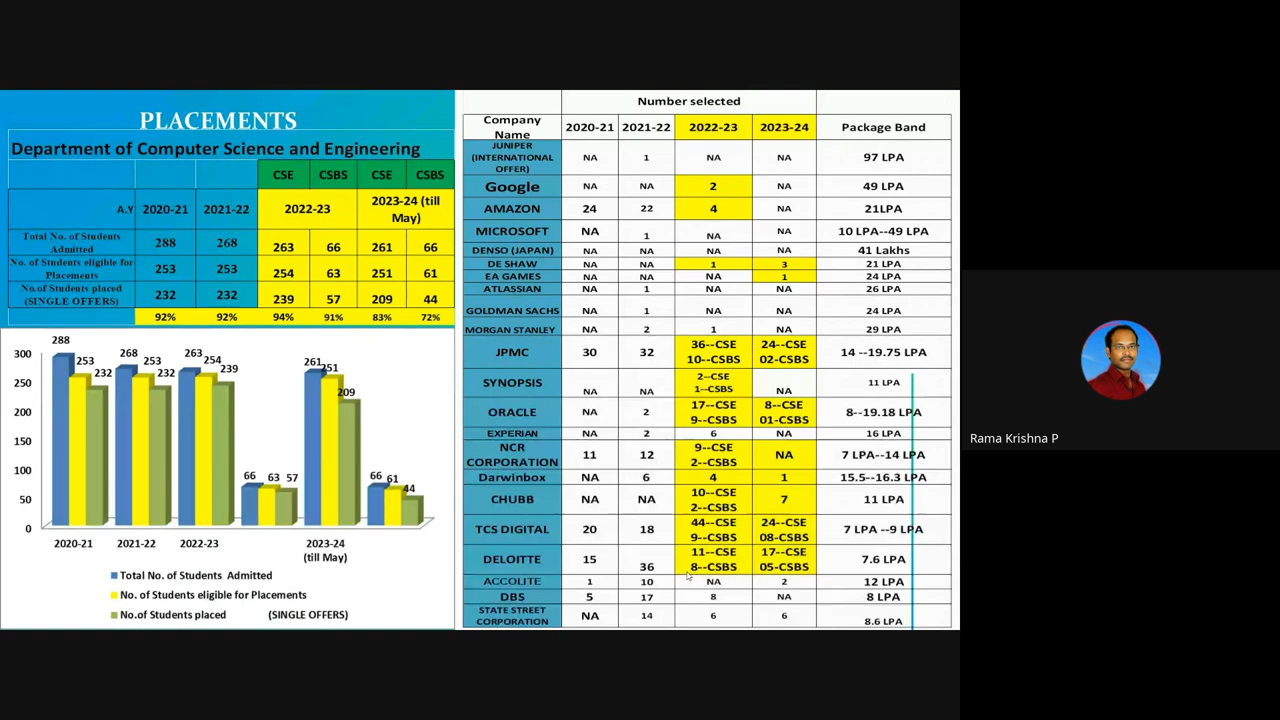 PLACEMENTS
Department of Computer Science and Engineering
CSE CSBS CSE CSBS
A.Y 2020-21 2021-22 2022-23 2023-24 (till
May)
Total No. of Students
Admitted 288 268 263 66 261 66
No. of Students eligible for
Placements 253 253 254 63 251 61
No.of Students placed
(SINGLE OFFERS) 232 232 239 57 209 44
92% 92% 94% 91% 83% 72%
300
250
200
150
100
50
0
288 253 232
268 253 232
263 254 239
66 63 57
261 251 209
66 61 44
2020-21 2021-22 2022-23 2023-24
(till May)
Total No. of Students Admitted
No. of Students eligible for Placements
No.of Students placed (SINGLE OFFERS)
Number selected
Company
Name 2020-21 2021-22 2022-23 2023-24 Package Band
JUNIPER
(INTERNATIONAL
OFFER) NA 1 NA NA 97 LPA
Google NA NA 2 NA 49 LPA
AMAZON 24 22 4 NA 21LPA
MICROSOFT NA 1 NA NA 10 LPA--49 LPA
DENSO (JAPAN) NA NA NA NA 41 Lakhs
DE SHAW NA NA 1 3 21 LPA
EA GAMES NA NA NA 1 24 LPA
ATLASSIAN NA 1 NA NA 26 LPA
GOLDMAN SACHS NA 1 NA NA 24 LPA
MORGAN STANLEY NA 2 1 NA 29 LPA
JPMC 30 32 36--CSE 24--CSE 14 --19.75 LPA
10--CSBS 02-CSBS
SYNOPSIS NA NA 2--CSE NA 11 LPA
1--CSBS
ORACLE NA 2 17--CSE 8--CSE 8--19.18 LPA
9--CSBS 01-CSBS
EXPERIAN NA 2 6 NA 16 LPA
NCR
CORPORATION 11 12 9--CSE NA 7 LPA--14 LPA
2--CSBS
Darwinbox NA 6 4 1 15.5--16.3 LPA
CHUBB NA NA 10--CSE 7 11 LPA
2--CSBS
TCS DIGITAL 20 18 44--CSE 24--CSE 7 LPA --9 LPA
9--CSBS 08-CSBS
DELOITTE 15 36 11--CSE 17--CSE 7.6 LPA
8--CSBS 05-CSBS
ACCOLITE 1 10 NA 2 12 LPA
DBS 5 17 8 NA 8 LPA
STATE STREET
CORPORATION NA 14 6 6 8.6 LPA
Rama Krishna P